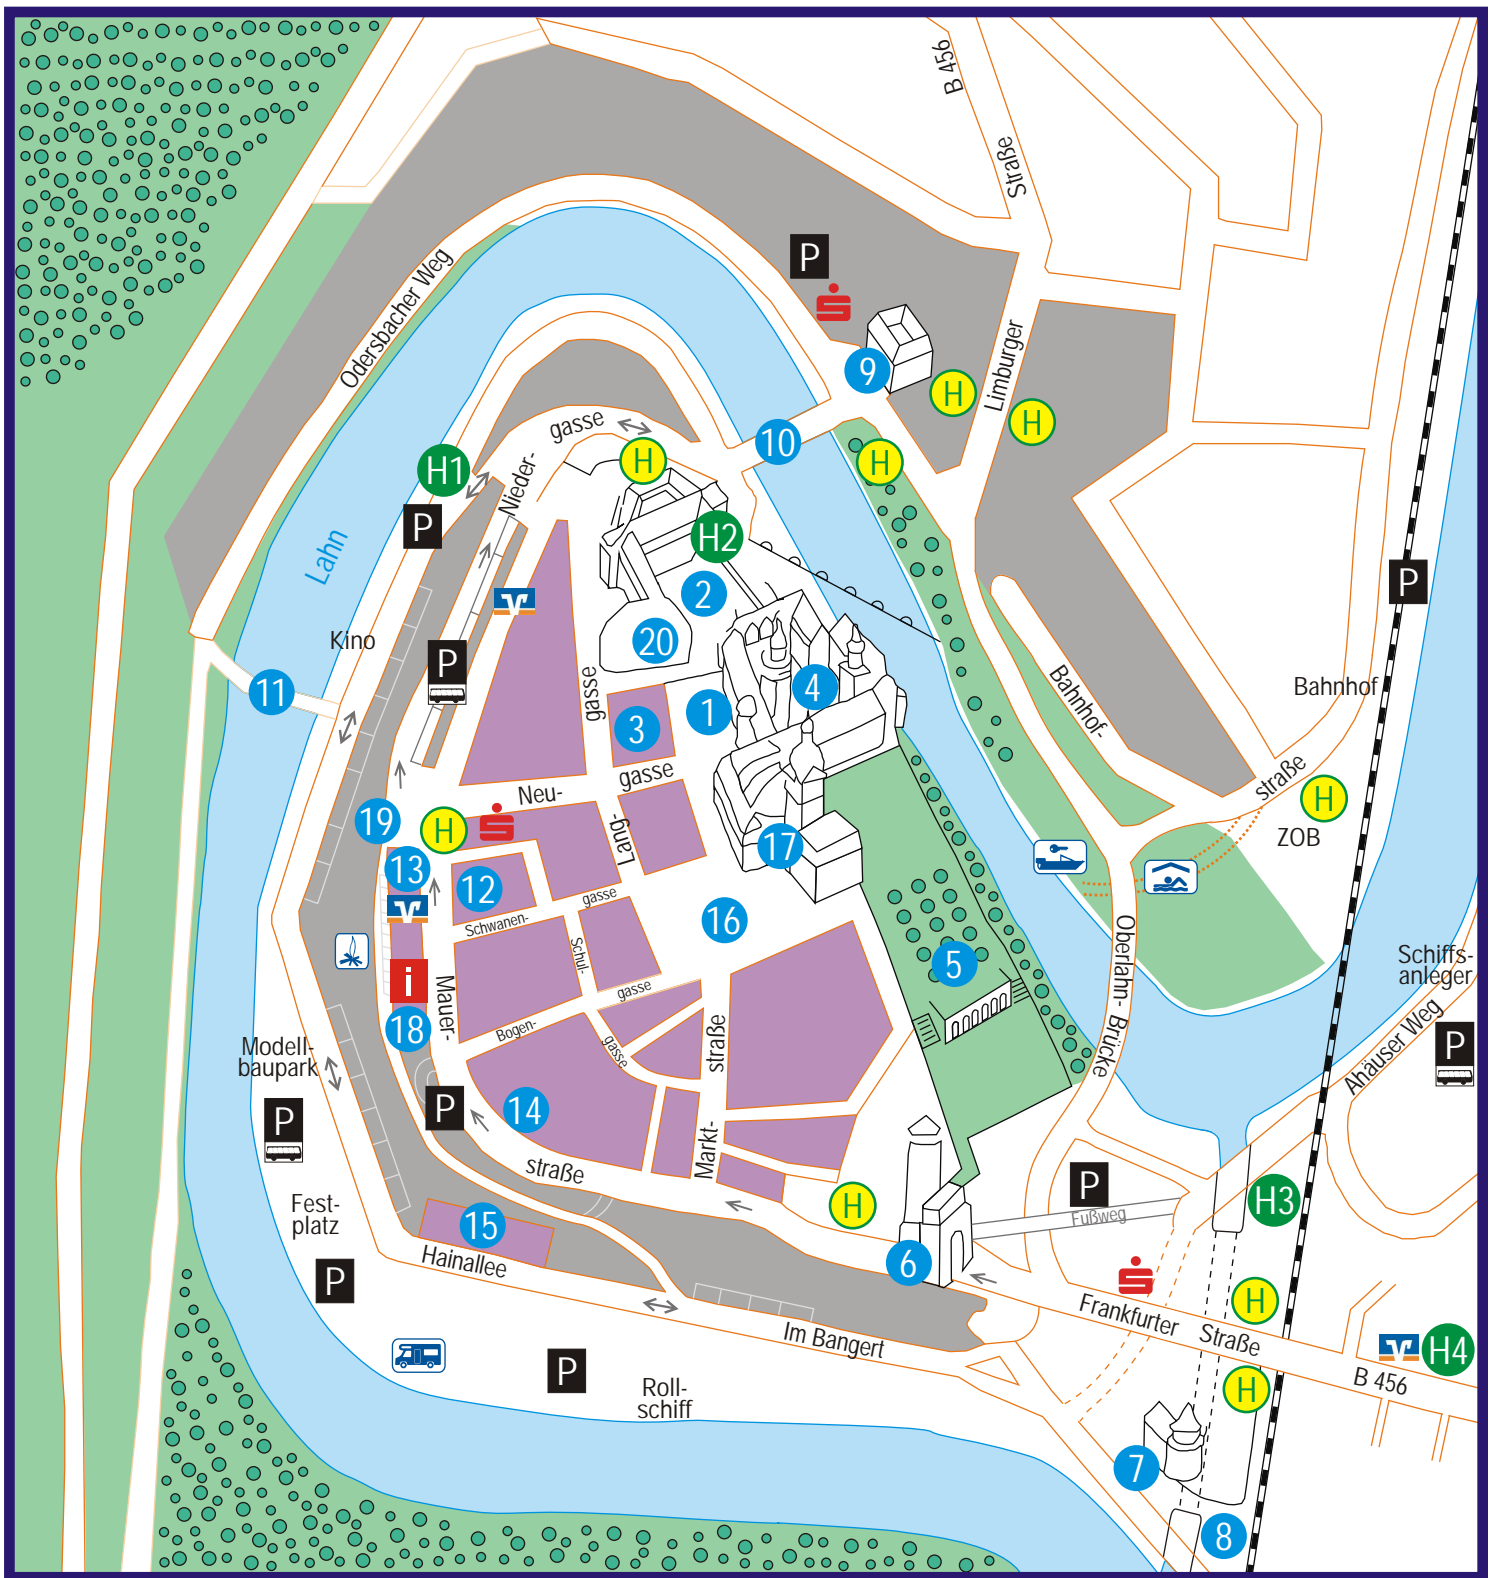 B 456
Straße
P
Odersbacher Weg
9
Limburger
H
H
gasse
10
H
H
H1
Nieder-
P
H2
Lahn
2
P
Kino
20
P
gasse
4
Bahnhof-
Bahnhof
11
1
3
gasse
straße
Neu-
H
19
H
Lang-
ZOB
17
13
12
gasse
Schwanen-
16
Oberlahn-Brücke
Schul-
5
Schiffs-
anleger
i
Mauer-
gasse
18
Bogen-
straße
gasse
Modell-
baupark
Ahäuser Weg
P
P
P
14
Markt-
straße
P
H3
Fest-
platz
15
H
Fußweg
Hainallee
6
P
Frankfurter
Straße
H
Im Bangert
H4
P
Roll-
schiff
H
B 456
7
8